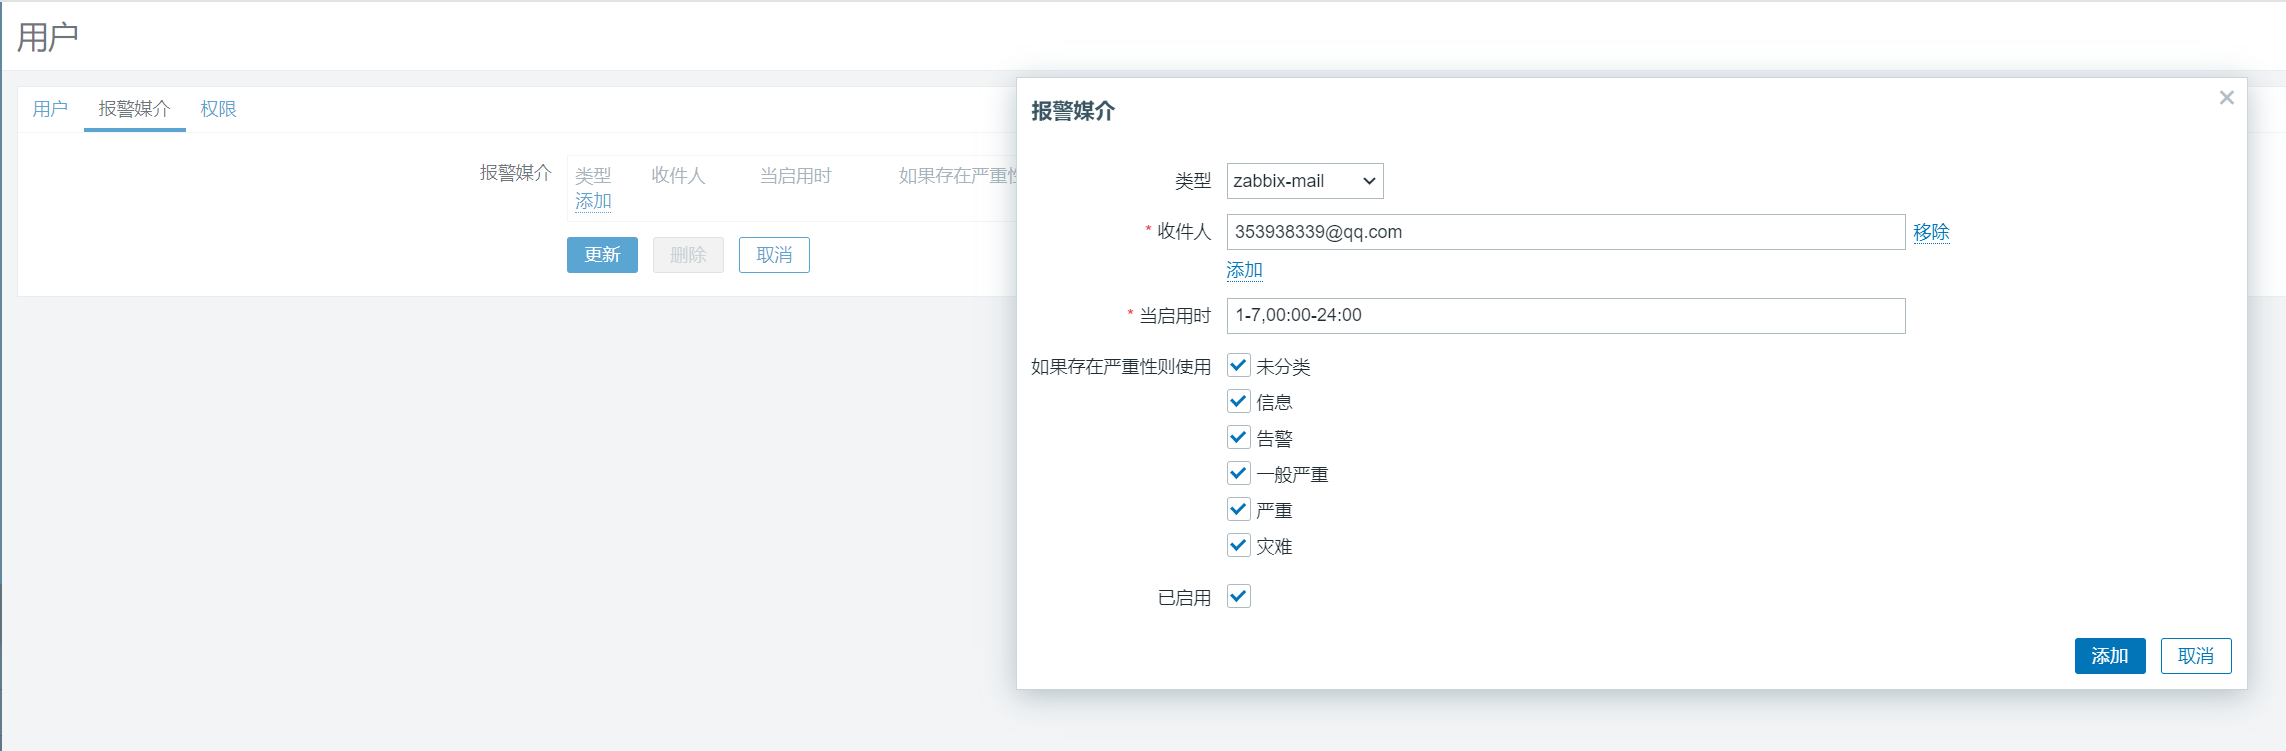 用户
用户 报警媒介 权限
报警媒介 类型 收件人 当启用时 如果存在严重
添加
更新 删除 取消
报警媒介
类型 zabbix-mail
* 收件人 353938339@qq.com 移除
添加
* 当启用时 1-7,00:00-24:00
如果存在严重性则使用 未分类
信息
告警
一般严重
严重
灾难
已启用
添加 取消